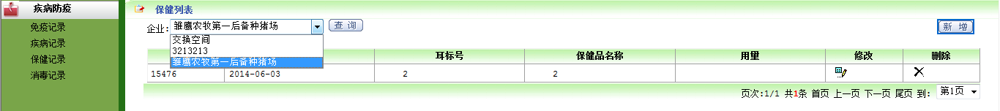 疾病防疫
免疫记录
疾病记录
保健记录
消毒记录
保健列表
企业: 雏鹰农牧第一后备种猪场 查 询 新 增
交换空间
3213213
雏鹰农牧第一后备种猪场
耳标号 保健品名称 用量 修改 删除
15476 2014-06-03 2 2
页次:1/1 共1条 首页 上一页 下一页 尾页 到: 第1页